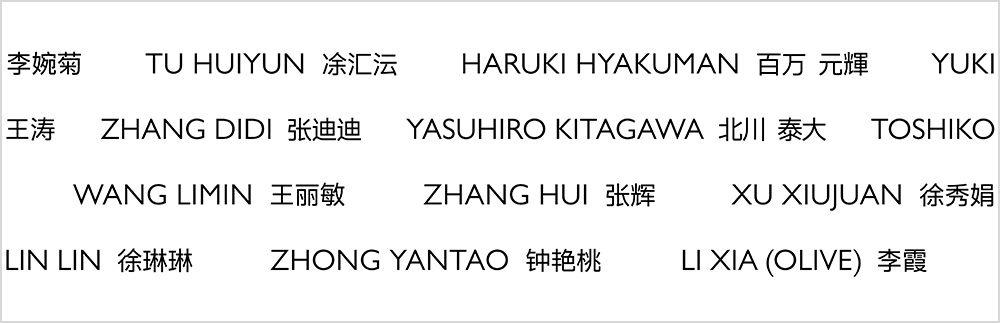 李婉菊 TU HUIYUN 凃汇沄 HARUKI HYAKUMAN 百万 元輝 YUKI
王涛 ZHANG DIDI 张迪迪 YASUHIRO KITAGAWA 北川 泰大 TOSHIKO
WANG LIMIN 王丽敏 ZHANG HUI 张辉 XU XIUJUAN 徐秀娟
LIN LIN 徐琳琳 ZHONG YANTAO 钟艳桃 LI XIA (OLIVE) 李霞